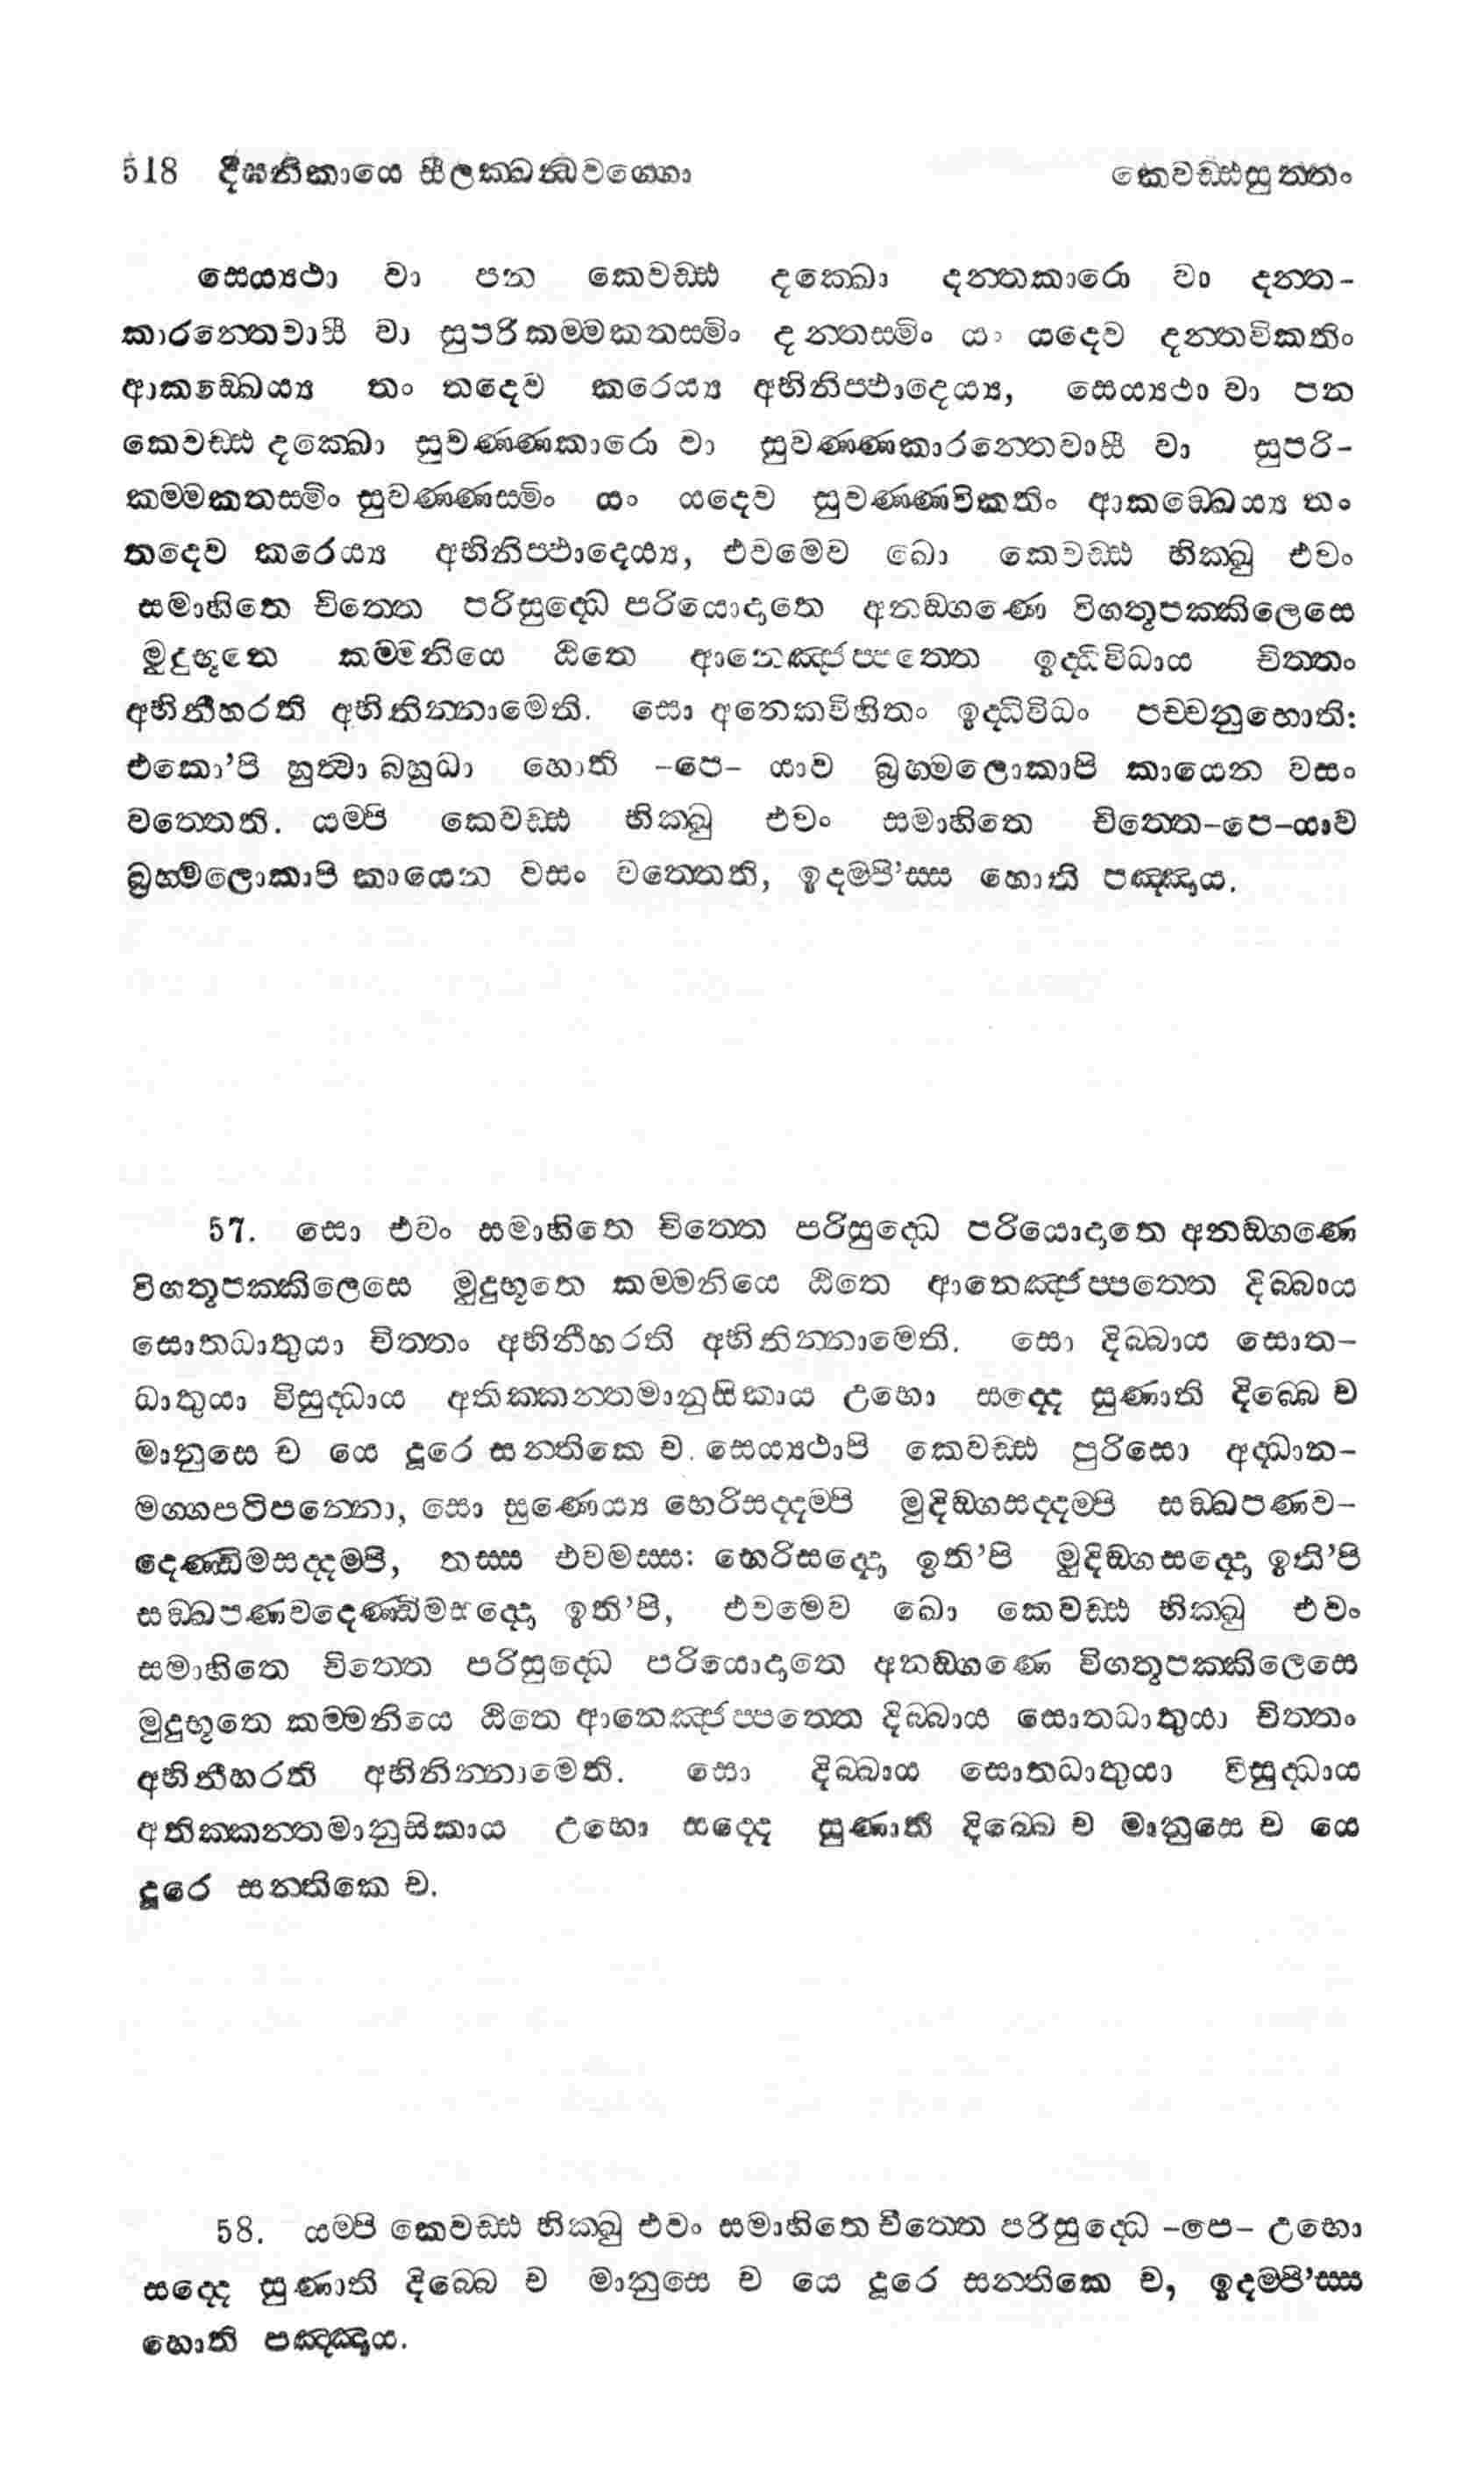 518 දීඝනිකායෙ සීලක්ඛන්ධවග්ගො කෙවඩ්ඪසුත්තං
සෙය්‍යථා වා පන කෙවඩ්ඪ දක්ඛො දන්තකාරො වා දන්ත-
කාරන්තෙවාසී වා සුපරිකම්මකතස්මිං දන්තස්මිං යං යදෙව දන්තවිකතිං
ආකඞ්ඛෙය්‍ය තං තදෙව කරෙය්‍ය අභිනිප්ඵාදෙය්‍ය, සෙය්‍යථා වා පන
කෙවඩ්ඪ දක්ඛො සුවණ්ණකාරො වා සුවණ්ණකාරන්තෙවාසී වා සුපරි-
කම්මකතස්මිං සුවණ්ණස්මිං යං යදෙව සුවණ්ණවිකතිං ආකඞ්ඛෙය්‍ය තං
තදෙව කරෙය්‍ය අභිනිප්ඵාදෙය්‍ය, එවමෙව ඛො කෙවඩ්ඪ භික්ඛු එවං
සමාහිතෙ චිත්තෙ පරිසුද්ධෙ පරියොදාතෙ අනඞ්ගණෙ විගතූපක්කිලෙසෙ
මුදුභූතෙ කම්මනියෙ ඨිතෙ ආනෙඤ්ජප්පත්තෙ ඉද්ධිවිධාය චිත්තං
අභිනීහරති අභිනින්නාමෙති. සො අනෙකවිහිතං ඉද්ධිවිධං පච්චනුභොති:
එකො’පි හුත්වා බහුධා හොති -පෙ- යාව බ්‍රහ්මලොකාපි කායෙන වසං
වත්තෙති. යම්පි කෙවඩ්ඪ භික්ඛු එවං සමාහිතෙ චිත්තෙ-පෙ-යාව
බ්‍රහ්මලොකාපි කායෙන වසං වත්තෙති, ඉදම්පි’ස්ස හොති පඤ්ඤාය.
57. සො එවං සමාහිතෙ චිත්තෙ පරිසුද්ධෙ පරියොදාතෙ අනඞ්ගණෙ
විගතූපක්කිලෙසෙ මුදුභූතෙ කම්මනියෙ ඨිතෙ ආනෙඤ්ජප්පත්තෙ දිබ්බාය
සොතධාතුයා චිත්තං අභිනීහරති අභිනින්නාමෙති. සො දිබ්බාය සොත-
ධාතුයා විසුද්ධාය අතික්කන්තමානුසිකාය උභො සද්දෙ සුණාති දිබ්බෙ ච
මානුසෙ ච යෙ දූරෙ සන්තිකෙ ච. සෙය්‍යථාපි කෙවඩ්ඪ පුරිසො අද්ධාන-
මග්ගපටිපන්නො, සො සුණෙය්‍ය භෙරිසද්දම්පි මුදිඞ්ගසද්දම්පි සඞ්ඛපණව-
දෙණ්ඩිමසද්දම්පි, තස්ස එවමස්ස: භෙරිසද්දො ඉති’පි මුදිඞ්ගසද්දො ඉති’පි
සඞ්ඛපණවදෙණ්ඩිමසද්දො ඉති’පි, එවමෙව ඛො කෙවඩ්ඪ භික්ඛු එවං
සමාහිතෙ චිත්තෙ පරිසුද්ධෙ පරියොදාතෙ අනඞ්ගණෙ විගතූපක්කිලෙසෙ
මුදුභූතෙ කම්මනියෙ ඨිතෙ ආනෙඤ්ජප්පත්තෙ දිබ්බාය සොතධාතුයා චිත්තං
අභිනීහරති අභිනින්නාමෙති. සො දිබ්බාය සොතධාතුයා විසුද්ධාය
අතික්කන්තමානුසිකාය උභො සද්දෙ සුණාති දිබ්බෙ ච මානුසෙ ච යෙ
දූරෙ සන්තිකෙ ච.
58. යම්පි කෙවඩ්ඪ භික්ඛු එවං සමාහිතෙ චිත්තෙ පරිසුද්ධෙ -පෙ- උභො
සද්දෙ සුණාති දිබ්බෙ ච මානුසෙ ච යෙ දූරෙ සන්තිකෙ ච, ඉදම්පි’ස්ස
හොති පඤ්ඤාය.